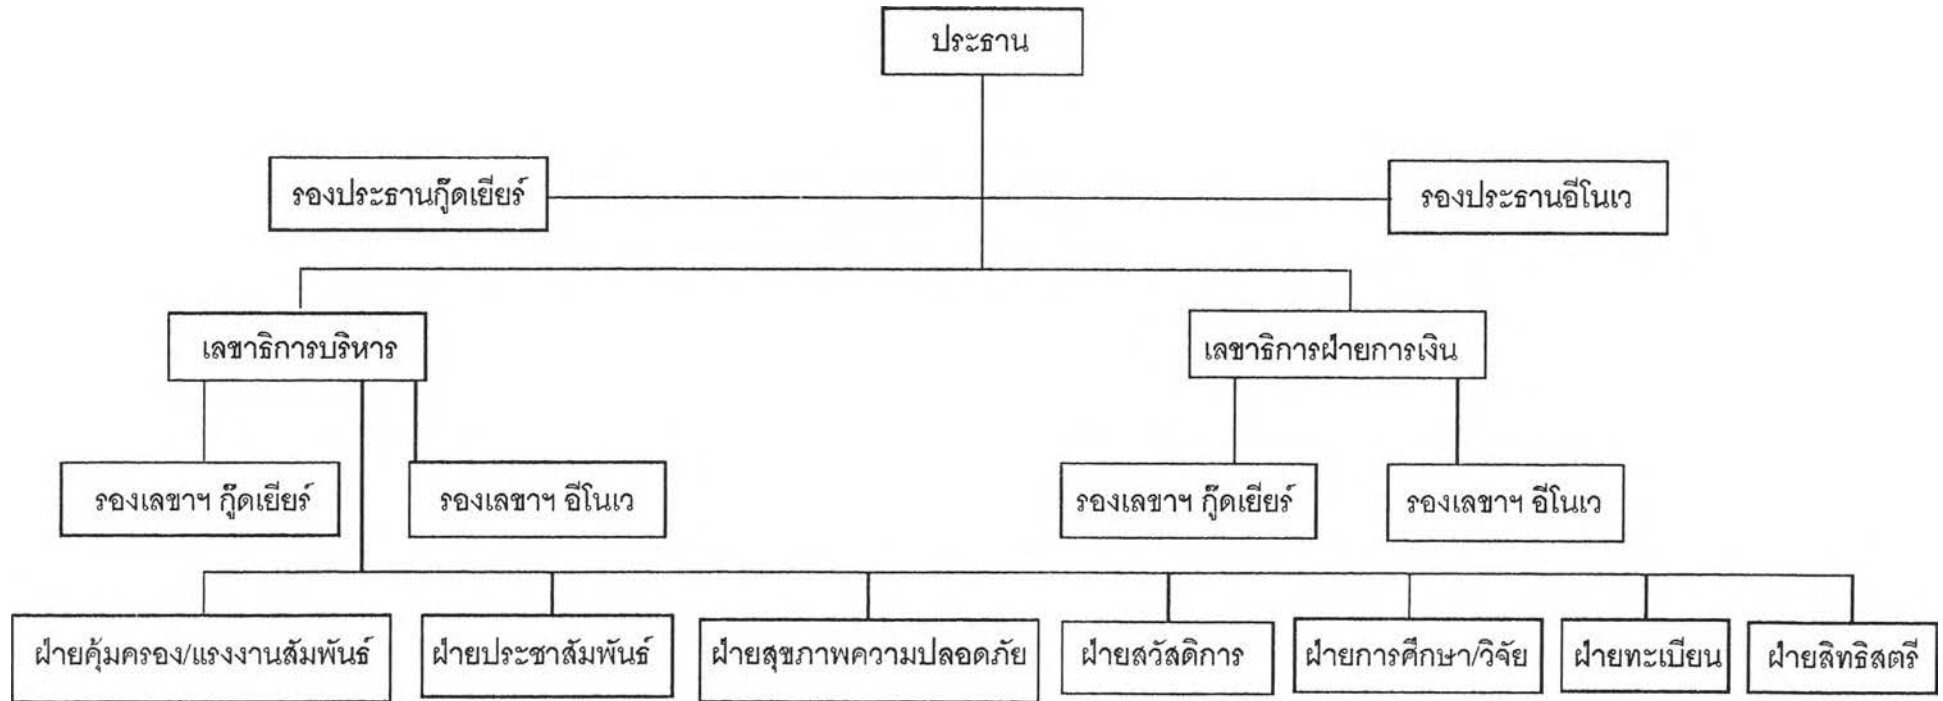 ประธาน
รองประธานกู๊ดเยียร์
รองประธานอีโนเว
เลขาธิการบริหาร
เลขาธิการฝ่ายการเงิน
รองเลขาฯ กู๊ดเยียร์
รองเลขาฯ อีโนเว
รองเลขาฯ กู๊ดเยียร์
รองเลขาฯ อีโนเว
ฝ่ายคุ้มครอง/แรงงานสัมพันธ์
ฝ่ายประชาสัมพันธ์
ฝ่ายสุขภาพความปลอดภัย
ฝ่ายสวัสดิการ
ฝ่ายการศึกษา/วิจัย
ฝ่ายทะเบียน
ฝ่ายสิทธิสตรี